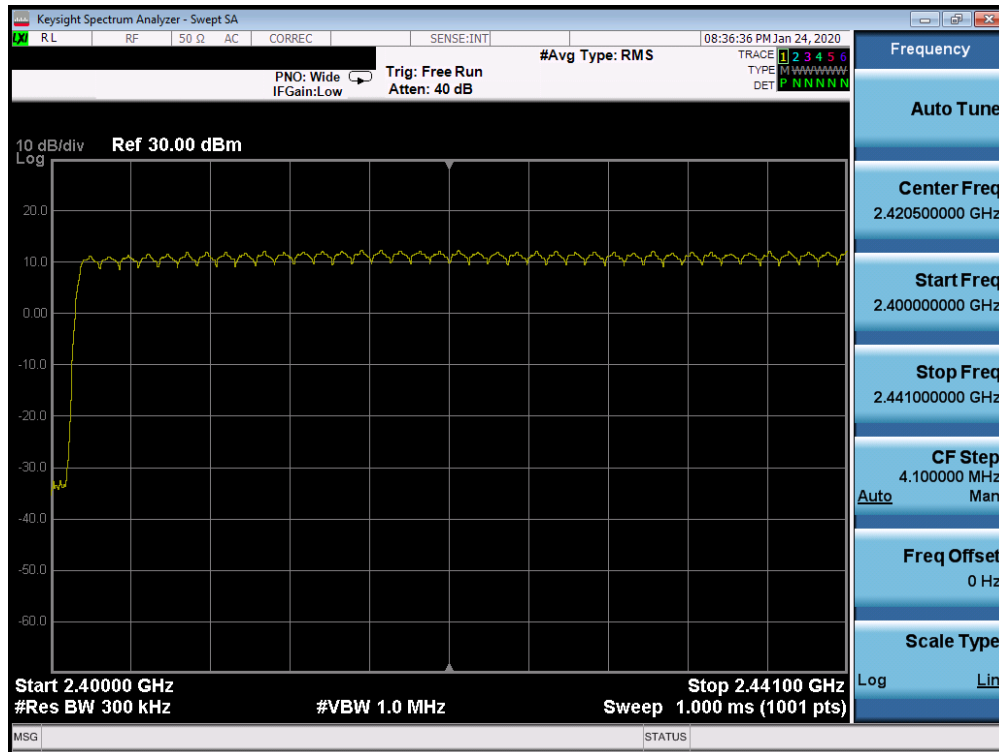 Keysight Spectrum Analyzer - Swept SA
LXI RL RF 50 Ω AC CORREC SENSE:INT 08:36:36 PM Jan 24, 2020
#Avg Type: RMS TRACE 1 2 3 4 5 6
PNO: Wide Trig: Free Run TYPE M WWWWW
IFGain:Low Atten: 40 dB DET P N N N N N
10 dB/div Ref 30.00 dBm
Log
20.0
10.0
0.00
-10.0
-20.0
-30.0
-40.0
-50.0
-60.0
Start 2.40000 GHz Stop 2.44100 GHz
#Res BW 300 kHz #VBW 1.0 MHz Sweep 1.000 ms (1001 pts)
MSG STATUS
Frequency
Auto Tune
Center Freq
2.420500000 GHz
Start Freq
2.400000000 GHz
Stop Freq
2.441000000 GHz
CF Step
4.100000 MHz
Auto Man
Freq Offset
0 Hz
Scale Type
Log Lin